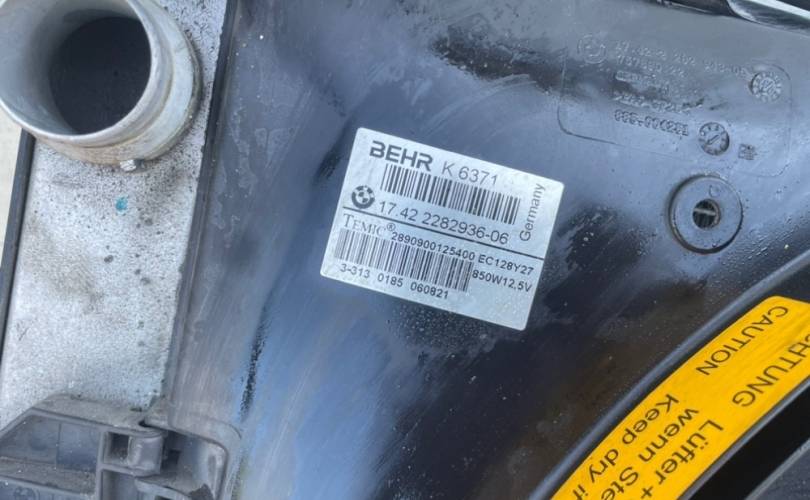 BEHR K 6371
17.42 2282936-06
Germany
TEMIC® 2890900125400 EC128Y27
850W12,5V
3-313 0185 060821
CAUTION
Lüfter +
wenn
Keep dry